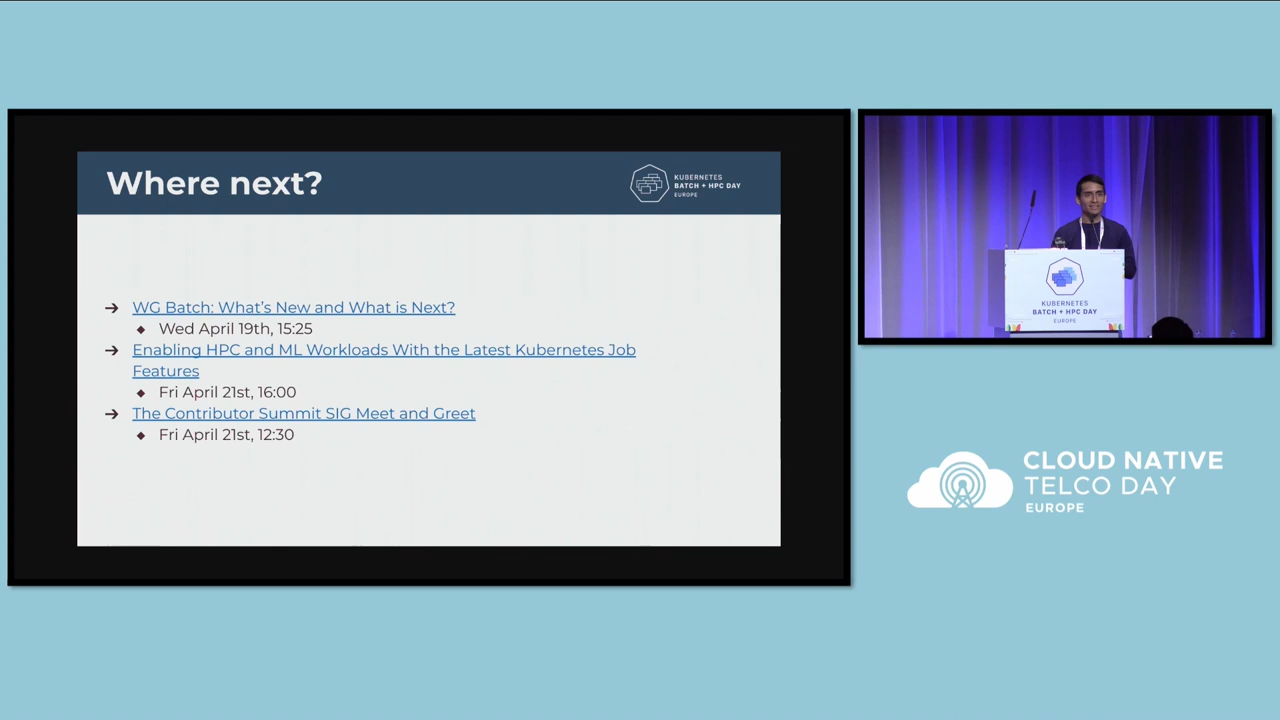 Where next?
KUBERNETES
BATCH + HPC DAY
EUROPE
➔ WG Batch: What's New and What is Next?
◆ Wed April 19th, 15:25
➔ Enabling HPC and ML Workloads With the Latest Kubernetes Job
Features
◆ Fri April 21st, 16:00
➔ The Contributor Summit SIG Meet and Greet
◆ Fri April 21st, 12:30
KUBERNETES
BATCH + HPC DAY
EUROPE
CLOUD NATIVE
TELCO DAY
EUROPE